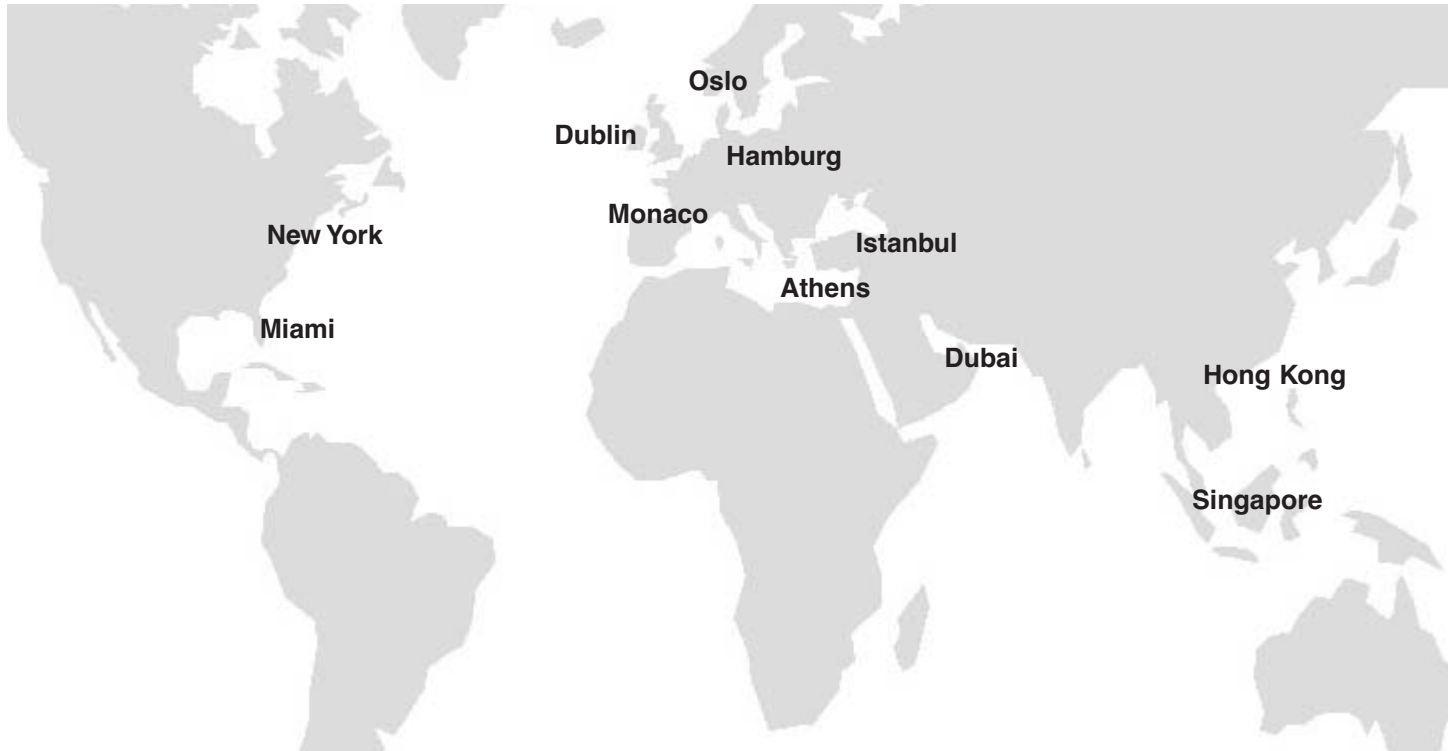 Oslo
Dublin
Hamburg
Monaco
New York
Istanbul
Athens
Miami
Dubai
Hong Kong
Singapore